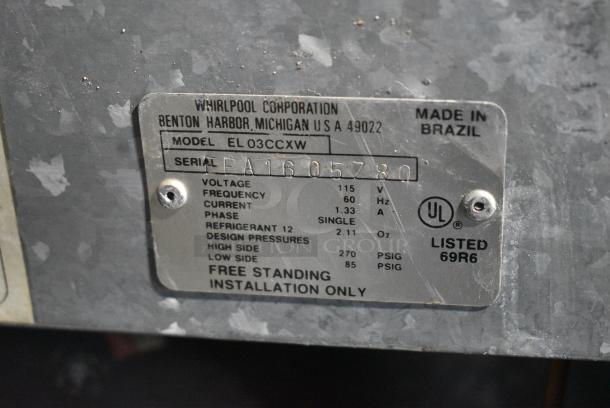 WHIRLPOOL CORPORATION
BENTON HARBOR, MICHIGAN U S A 49022
MADE IN
BRAZIL
MODEL EL03CCXW
SERIAL
VOLTAGE 115 V
FREQUENCY 60 Hz
CURRENT 1.33 A
PHASE SINGLE
REFRIGERANT 12 2.11 Oz
DESIGN PRESSURES
HIGH SIDE 270 PSIG
LOW SIDE 85 PSIG
FREE STANDING
INSTALLATION ONLY
UL
®
LISTED
69R6